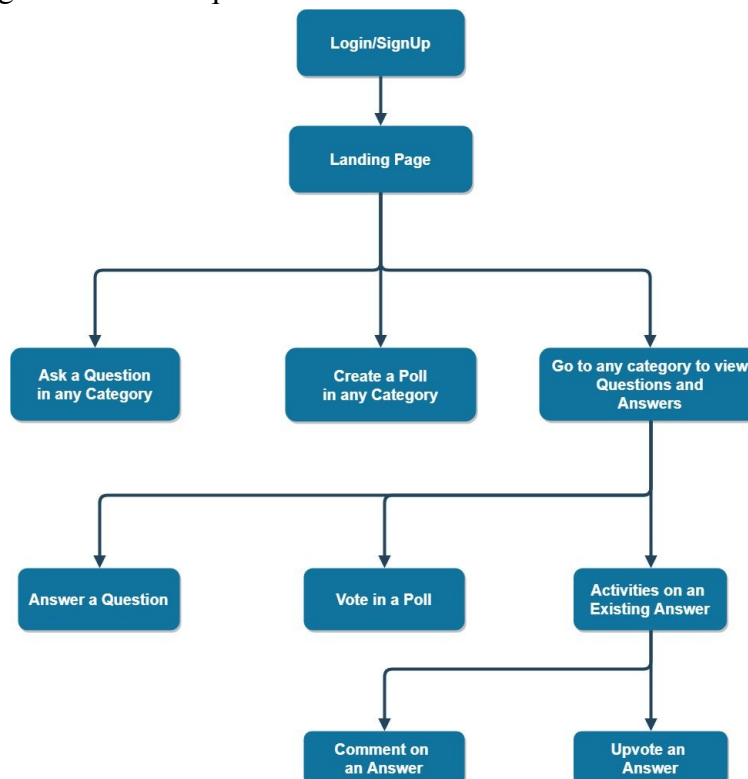 Login/SignUp
Landing Page
Ask a Question
in any Category
Create a Poll
in any Category
Go to any category to view
Questions and
Answers
Answer a Question
Vote in a Poll
Activities on an
Existing Answer
Comment on
an Answer
Upvote an
Answer